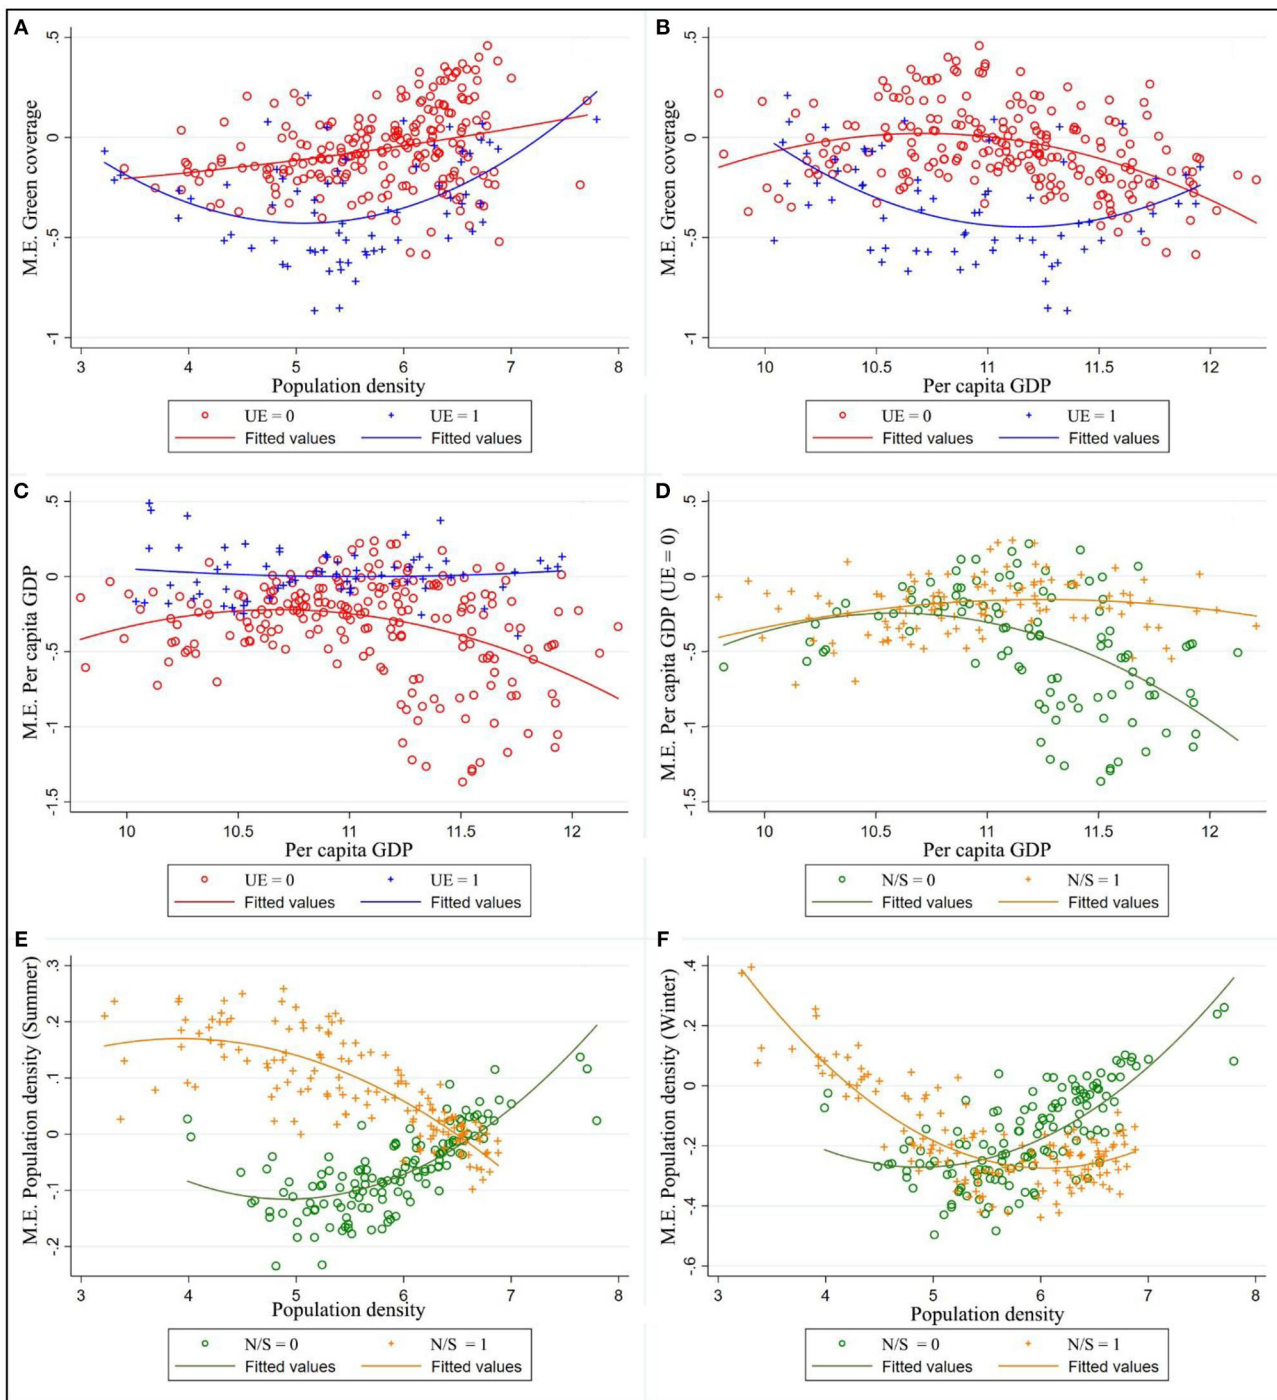 A
M.E. Green coverage
.5
0
-.5
-1
3 4 5 6 7 8
Population density
UE = 0 UE = 1
Fitted values Fitted values
B
M.E. Green coverage
.5
0
-.5
-1
10 10.5 11 11.5 12
Per capita GDP
UE = 0 UE = 1
Fitted values Fitted values
C
M.E. Per capita GDP
.5
0
-.5
-1
-1.5
10 10.5 11 11.5 12
Per capita GDP
UE = 0 UE = 1
Fitted values Fitted values
D
M.E. Per capita GDP (UE = 0)
.5
0
-.5
-1
-1.5
10 10.5 11 11.5 12
Per capita GDP
N/S = 0 N/S = 1
Fitted values Fitted values
E
M.E. Population density (Summer)
.3
.2
.1
0
-.1
-.2
3 4 5 6 7 8
Population density
N/S = 0 N/S = 1
Fitted values Fitted values
F
M.E. Population density (Winter)
.4
.2
0
-.2
-.4
-.6
3 4 5 6 7 8
Population density
N/S = 0 N/S = 1
Fitted values Fitted values